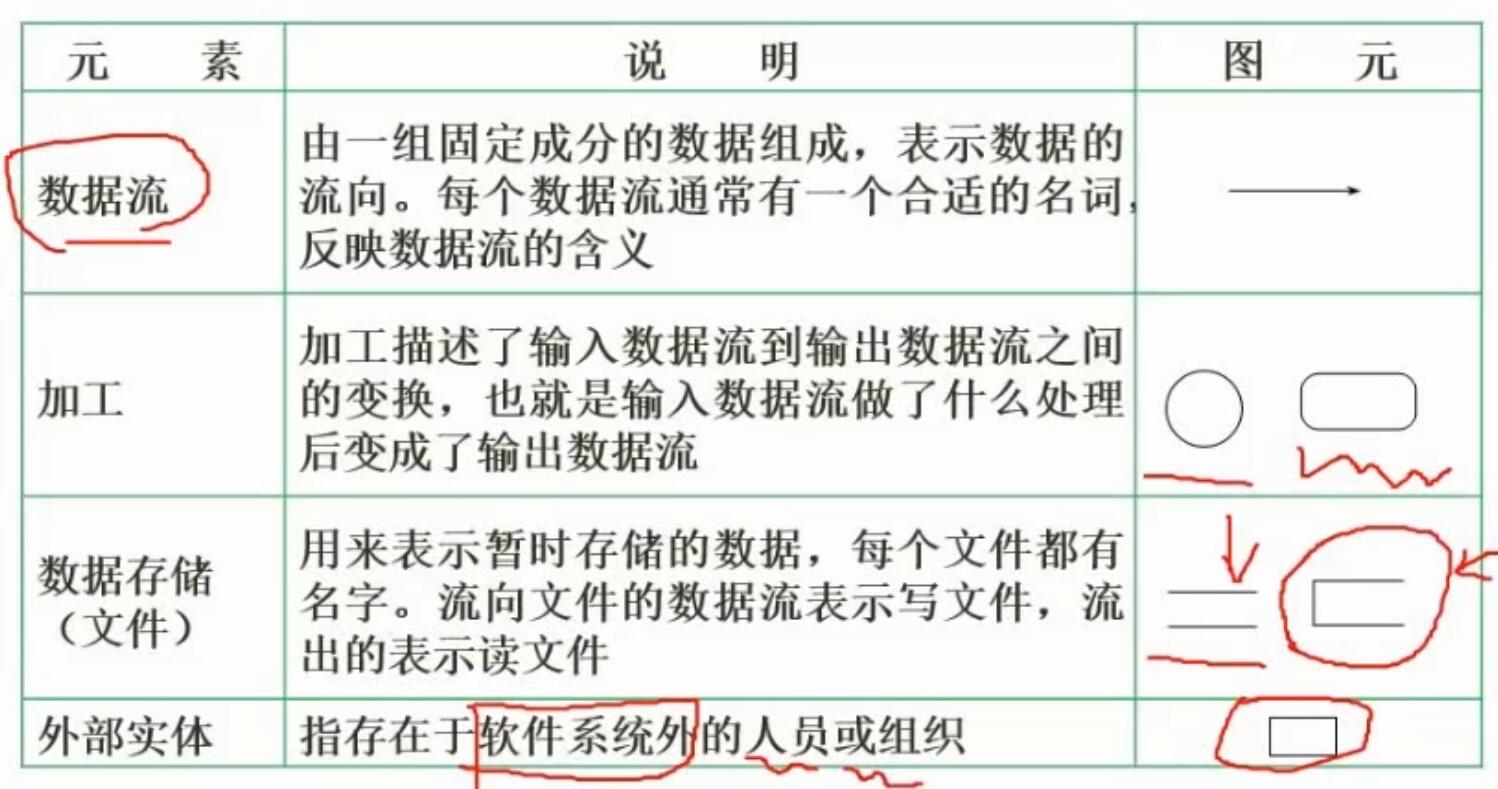 元 素 说 明 图 元
数据流
由一组固定成分的数据组成，表示数据的
流向。每个数据流通常有一个合适的名词，
反映数据流的含义
加工
加工描述了输入数据流到输出数据流之间
的变换，也就是输入数据流做了什么处理
后变成了输出数据流
数据存储
（文件）
用来表示暂时存储的数据，每个文件都有
名字。流向文件的数据流表示写文件，流
出的表示读文件
外部实体 指存在于软件系统外的人员或组织